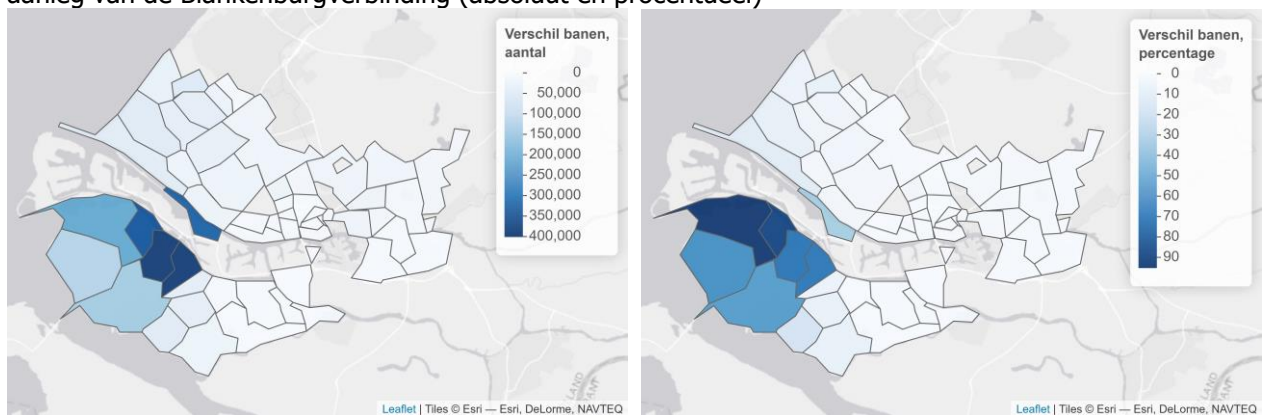 aanleg van de Blankenburgverbinding (absoluut en procentueel)
Verschil banen,
aantal
0
50,000
100,000
150,000
200,000
250,000
300,000
350,000
400,000
Leaflet | Tiles © Esri — Esri, DeLorme, NAVTEQ
Verschil banen,
percentage
0
10
20
30
40
50
60
70
80
90
LAND
Leaflet | Tiles © Esri — Esri, DeLorme, NAVTEQ